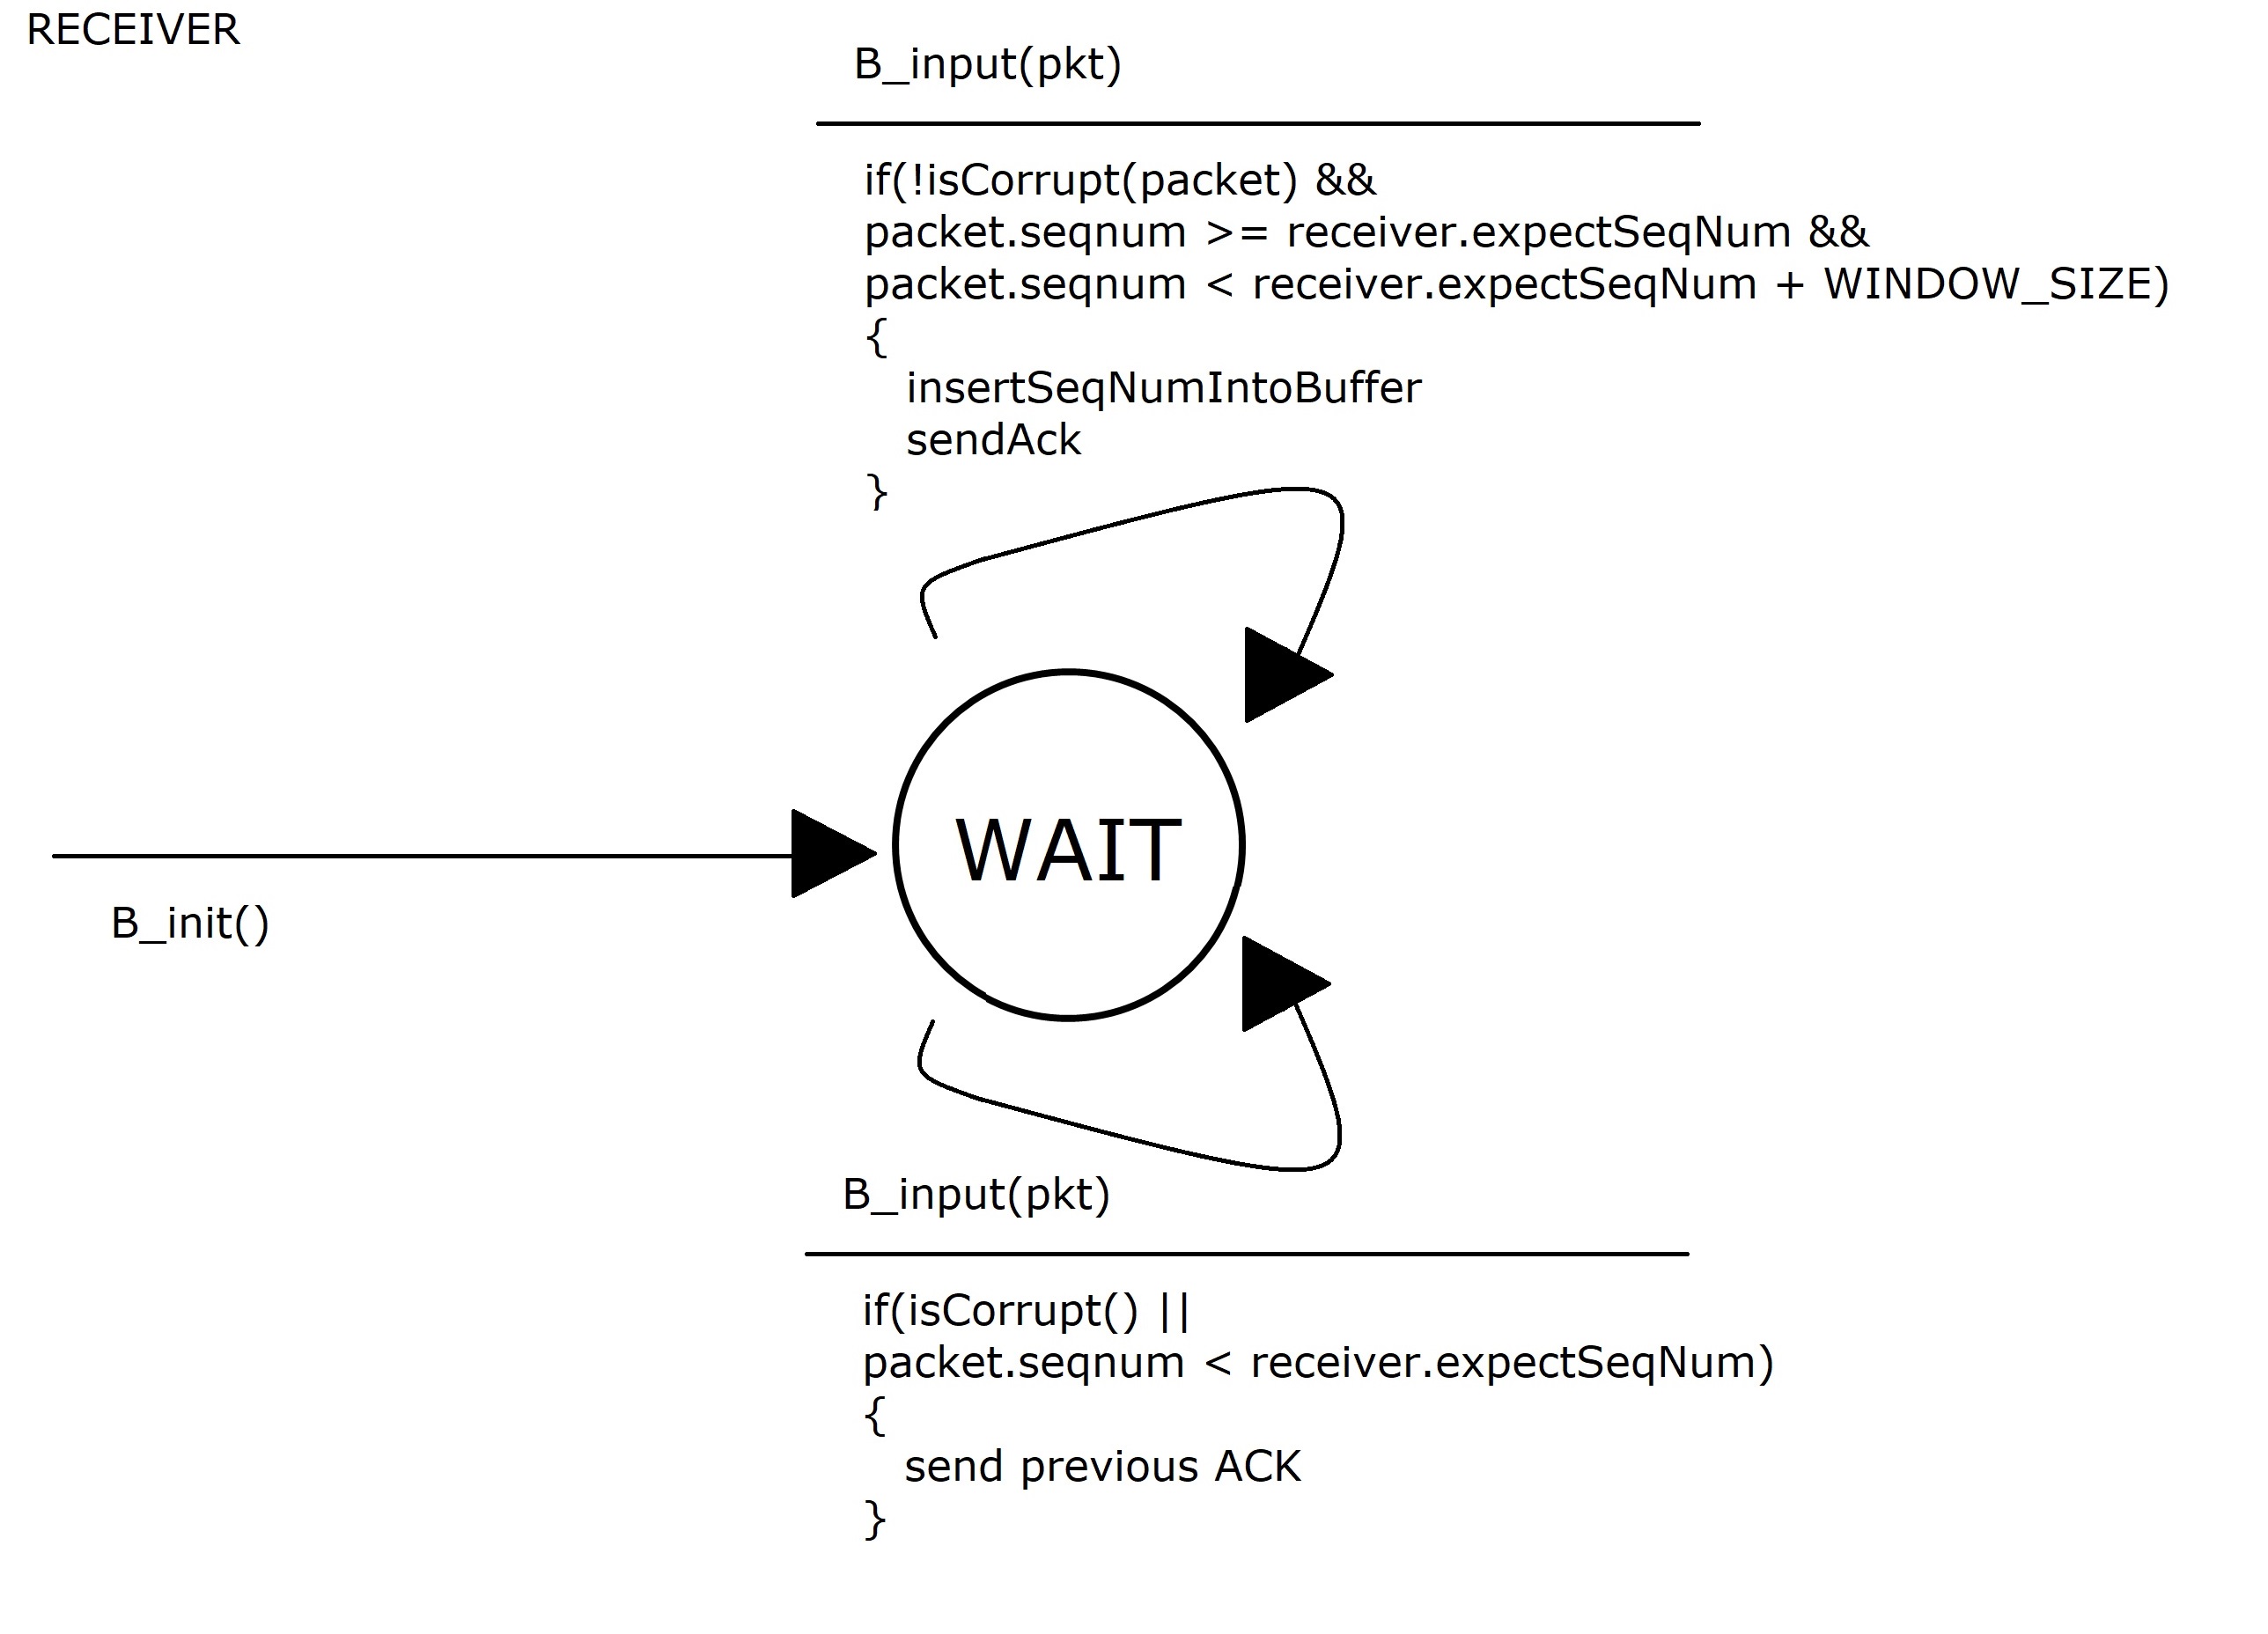 RECEIVER
B_input(pkt)
if(!isCorrupt(packet) &&
packet.seqnum >= receiver.expectSeqNum &&
packet.seqnum < receiver.expectSeqNum + WINDOW_SIZE)
{
insertSeqNumIntoBuffer
sendAck
}
WAIT
B_init()
B_input(pkt)
if(isCorrupt() ||
packet.seqnum < receiver.expectSeqNum)
{
send previous ACK
}